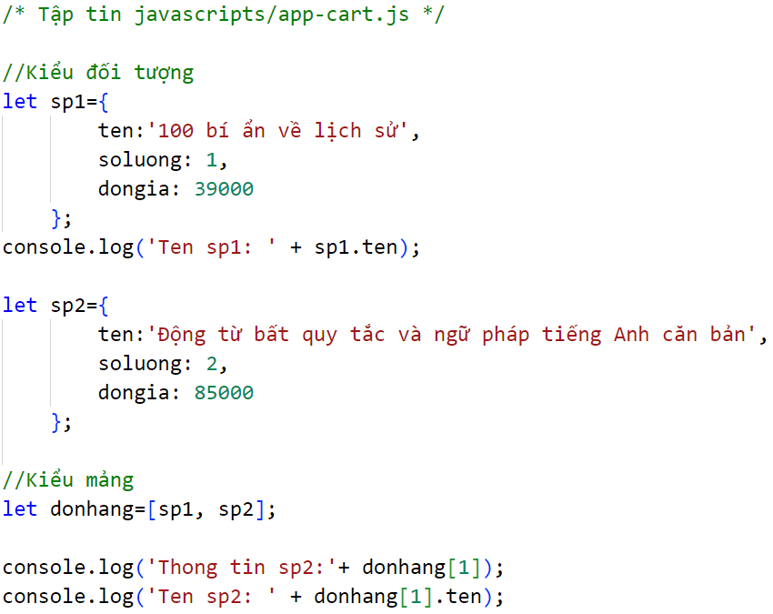 /* Tập tin javascripts/app-cart.js */
//Kiểu đối tượng
let sp1={
ten:'100 bí ẩn về lịch sử',
soluong: 1,
dongia: 39000
};
console.log('Ten sp1: ' + sp1.ten);
let sp2={
ten:'Động từ bất quy tắc và ngữ pháp tiếng Anh căn bản',
soluong: 2,
dongia: 85000
};
//Kiểu mảng
let donhang=[sp1, sp2];
console.log('Thong tin sp2:'+ donhang[1]);
console.log('Ten sp2: ' + donhang[1].ten);